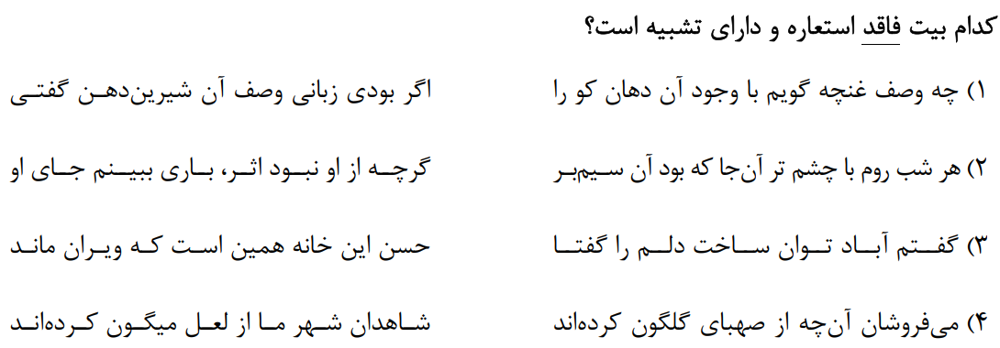 کدام بیت فاقد استعاره و دارای تشبیه است؟
۱) چه وصف غنچه گویم با وجود آن دهان کو را اگر بودی زبانی وصف آن شیرین‌دهن گفتی
۲) هر شب روم با چشم تر آن‌جا که بود آن سیم‌بر گرچه از او نبود اثر، باری ببینم جای او
۳) گفتم آباد توان ساخت دلم را گفتا حسن این خانه همین است که ویران ماند
۴) می‌فروشان آن‌چه از صهبای گلگون کرده‌اند شاهدان شهر ما از لعل میگون کرده‌اند